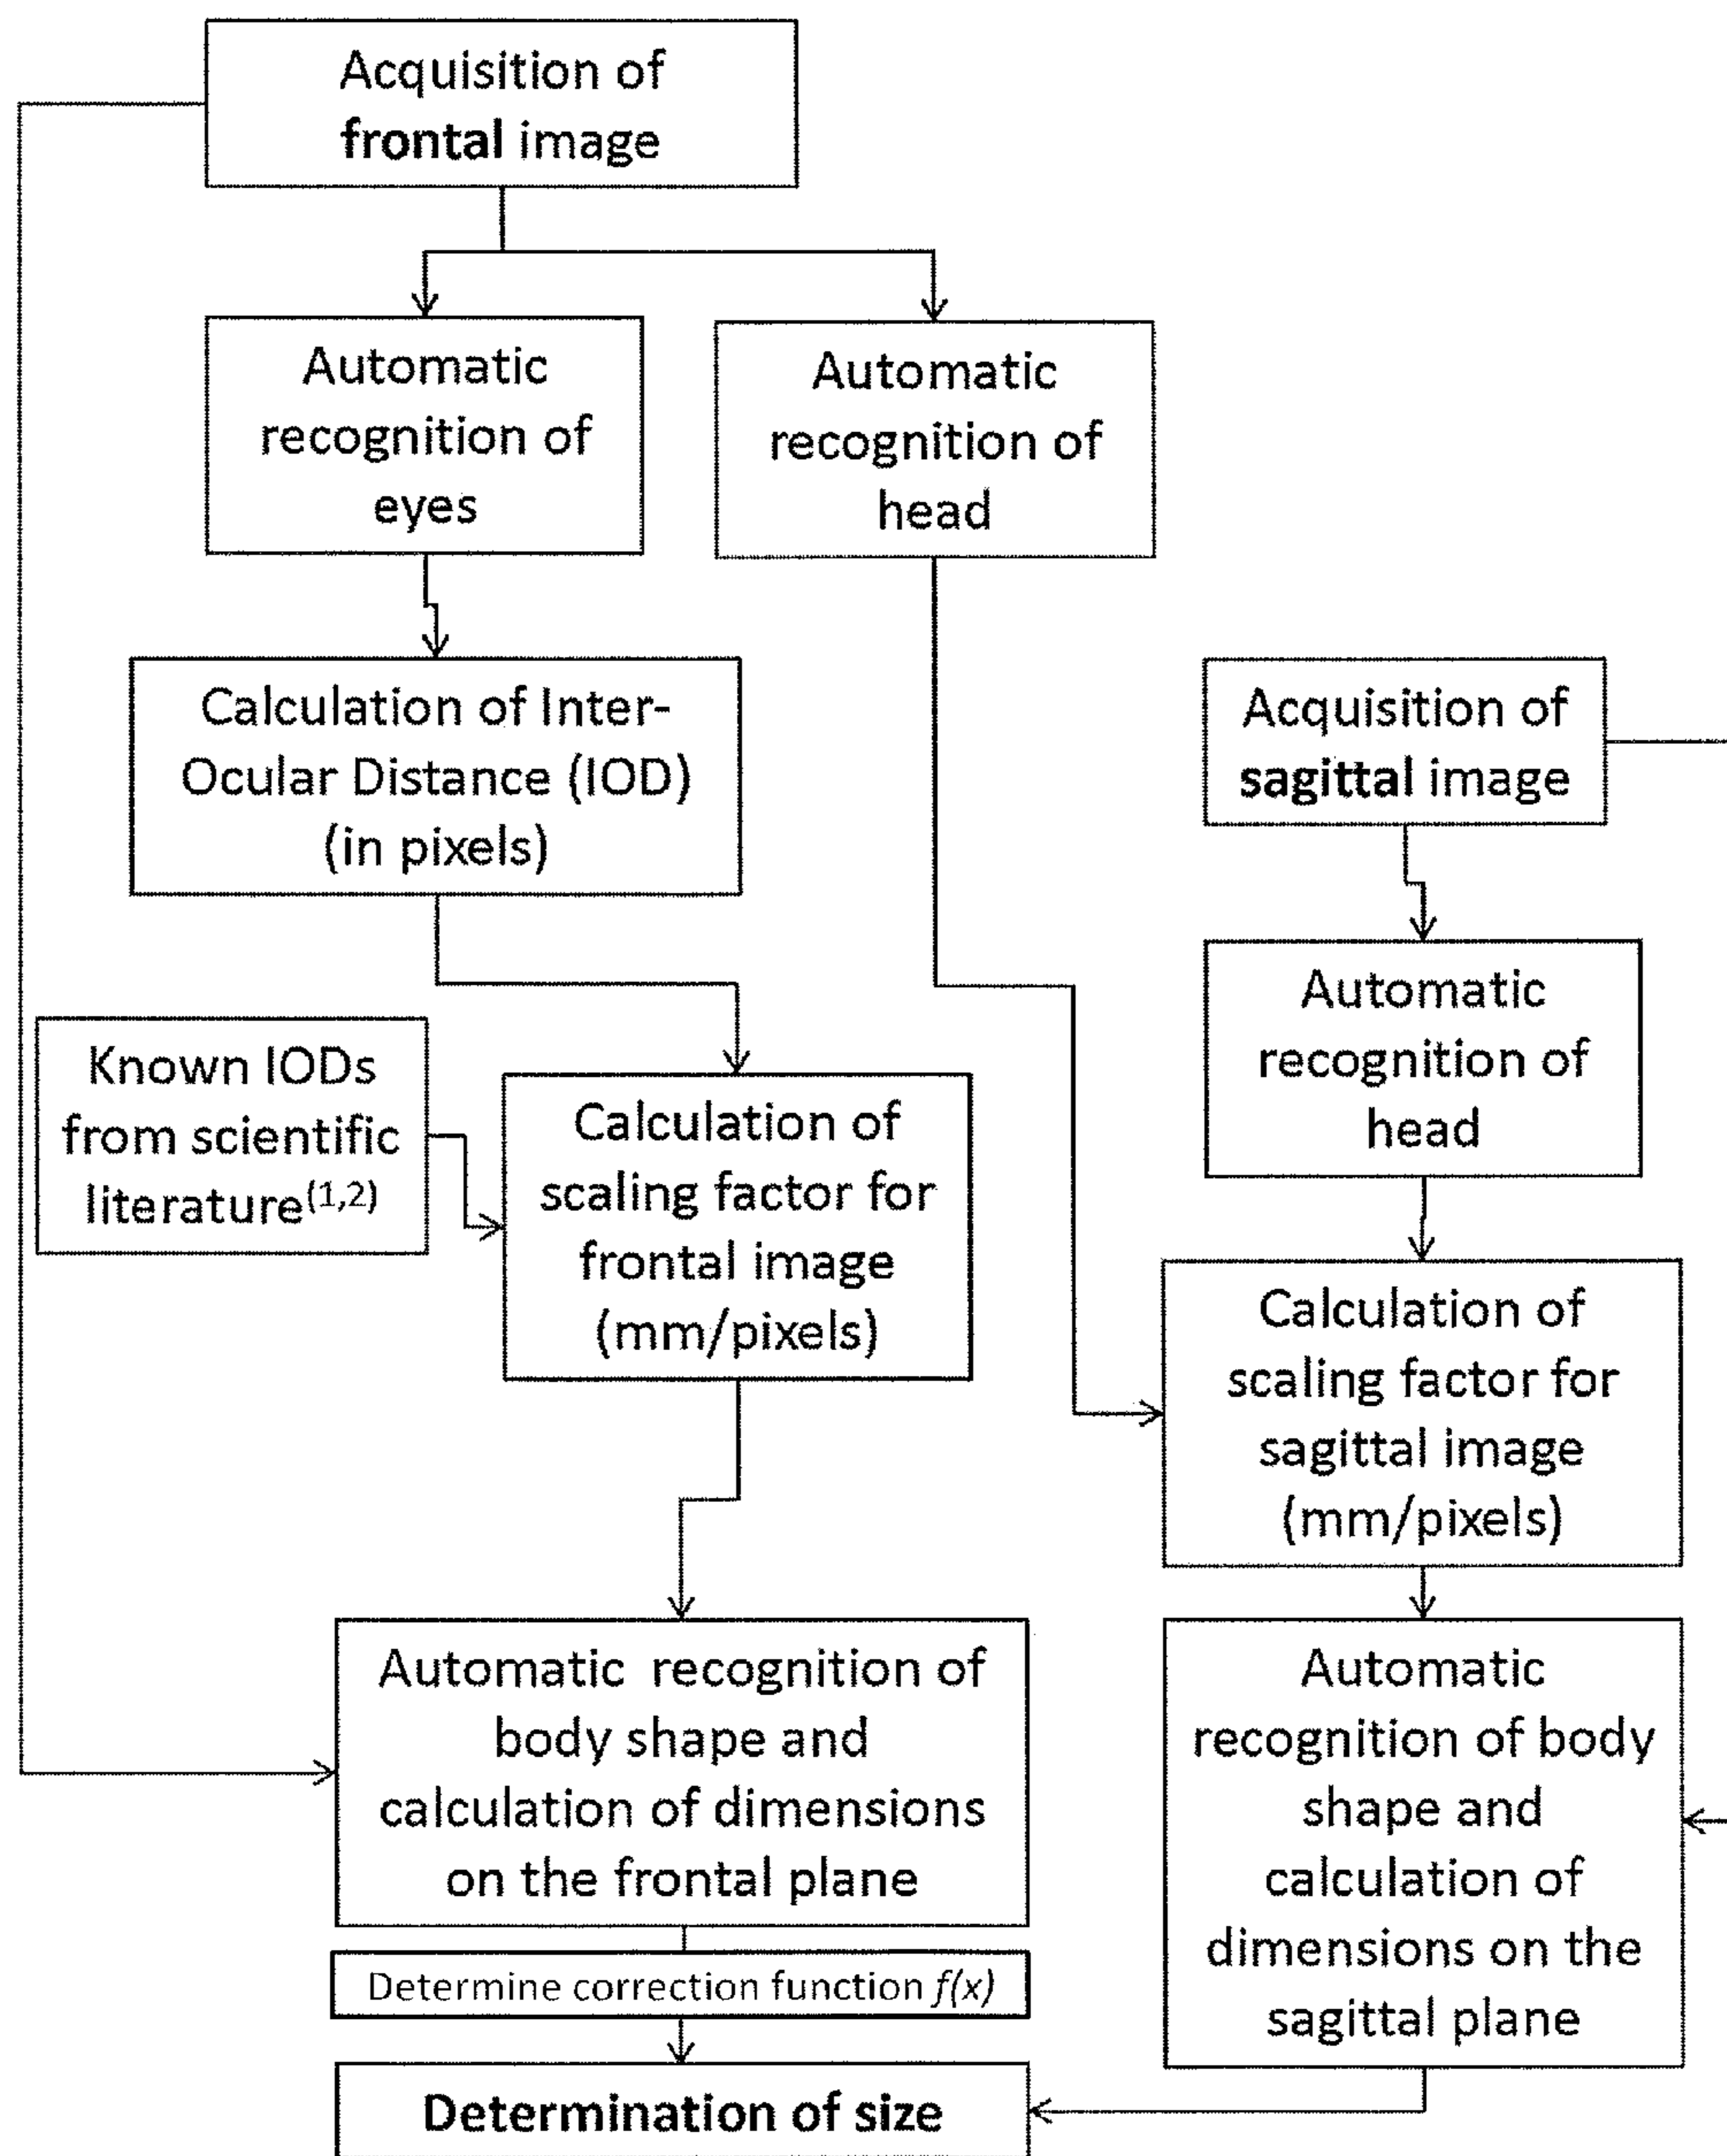 Acquisition of
frontal image
Automatic
recognition of
eyes
Automatic
recognition of
head
Calculation of Inter-
Ocular Distance (IOD)
(in pixels)
Acquisition of
sagittal image
Automatic
recognition of
head
Known IODs
from scientific
literature(1,2)
Calculation of
scaling factor for
frontal image
(mm/pixels)
Calculation of
scaling factor for
sagittal image
(mm/pixels)
Automatic recognition of
body shape and
calculation of dimensions
on the frontal plane
Automatic
recognition of body
shape and
calculation of
dimensions on the
sagittal plane
Determine correction function f(x)
Determination of size